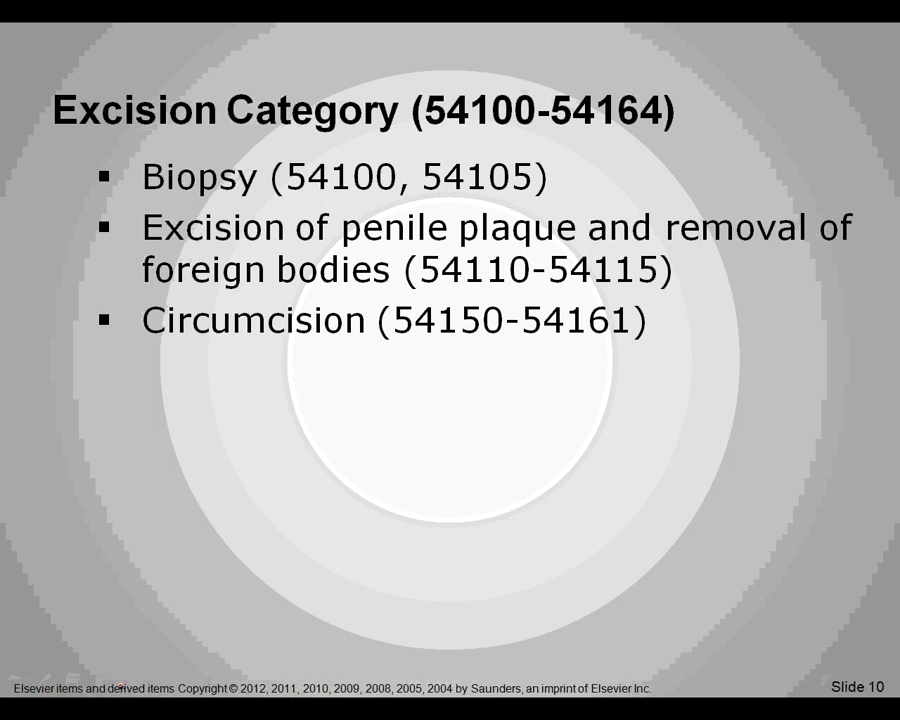 Excision Category (54100-54164)
▪ Biopsy (54100, 54105)
▪ Excision of penile plaque and removal of
foreign bodies (54110-54115)
▪ Circumcision (54150-54161)
Elsevier items and derived items Copyright © 2012, 2011, 2010, 2009, 2008, 2005, 2004 by Saunders, an imprint of Elsevier Inc.
Slide 10